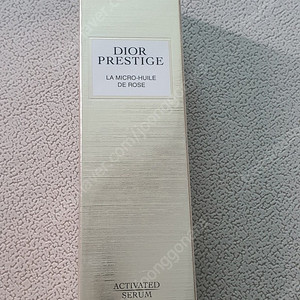 DIOR
PRESTIGE
LA MICRO-HUILE
DE ROSE
ACTIVATED
SERUM